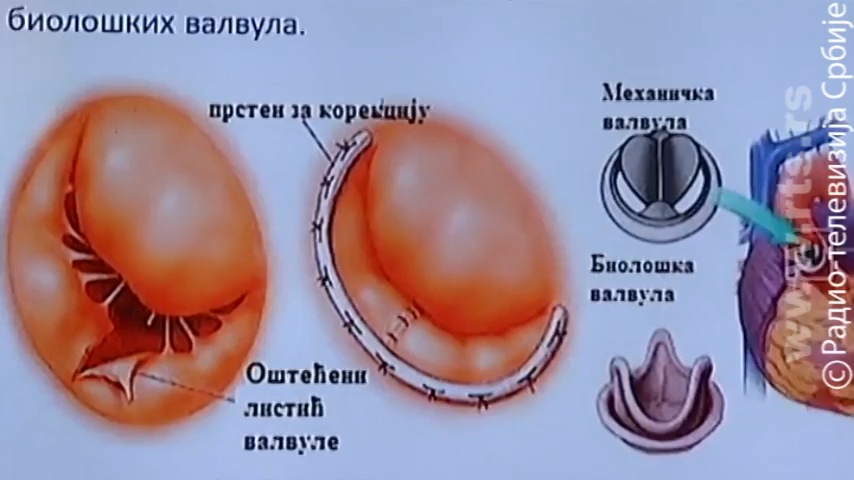 биолошких валвула.
прстен за корекцију
Механичка
валвула
Биолошка
валвула
Оштећени
листић
валвуле
www.rts.rs
© Радио-телевизија Србије